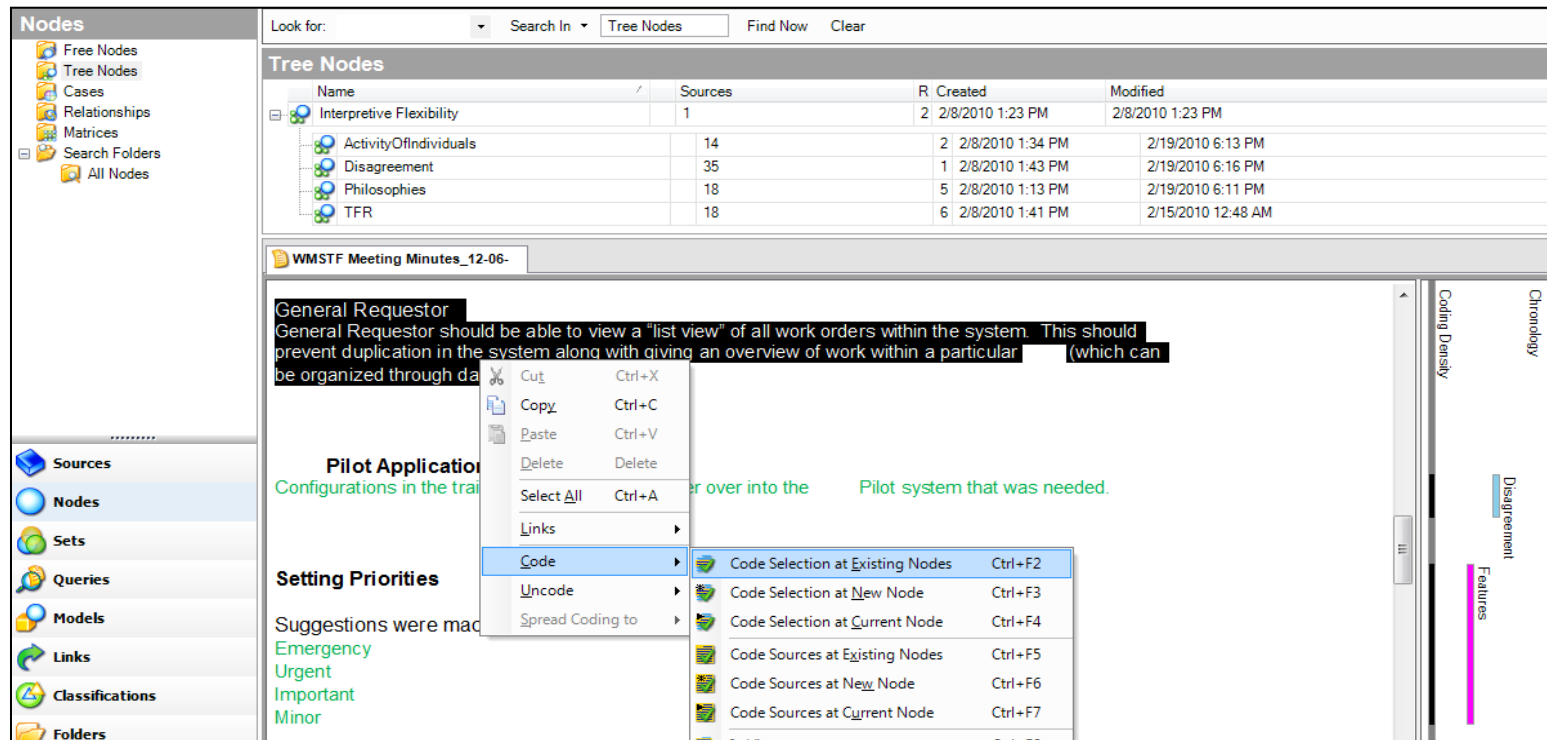 Nodes
Free Nodes
Tree Nodes
Cases
Relationships
Matrices
Search Folders
All Nodes
Sources
Nodes
Sets
Queries
Models
Links
Classifications
Folders
Look for: Search In Tree Nodes Find Now Clear
Tree Nodes
Name Sources R Created Modified
Interpretive Flexibility 1 2 2/8/2010 1:23 PM 2/8/2010 1:23 PM
ActivityOfIndividuals 14 2 2/8/2010 1:34 PM 2/19/2010 6:13 PM
Disagreement 35 1 2/8/2010 1:43 PM 2/19/2010 6:16 PM
Philosophies 18 5 2/8/2010 1:13 PM 2/19/2010 6:11 PM
TFR 18 6 2/8/2010 1:41 PM 2/15/2010 12:48 AM
WMSTF Meeting Minutes_12-06-
General Requestor
General Requestor should be able to view a "list view" of all work orders within the system. This should
prevent duplication in the system along with giving an overview of work within a particular (which can
be organized through da
Pilot Application
Configurations in the trai r over into the Pilot system that was needed.
Setting Priorities
Suggestions were mac
Emergency
Urgent
Important
Minor
Cut Ctrl+X
Copy Ctrl+C
Paste Ctrl+V
Delete Delete
Select All Ctrl+A
Links
Code
Uncode
Spread Coding to
Code Selection at Existing Nodes Ctrl+F2
Code Selection at New Node Ctrl+F3
Code Selection at Current Node Ctrl+F4
Code Sources at Existing Nodes Ctrl+F5
Code Sources at New Node Ctrl+F6
Code Sources at Current Node Ctrl+F7
Coding Density
Chronology
Disagreement
Features